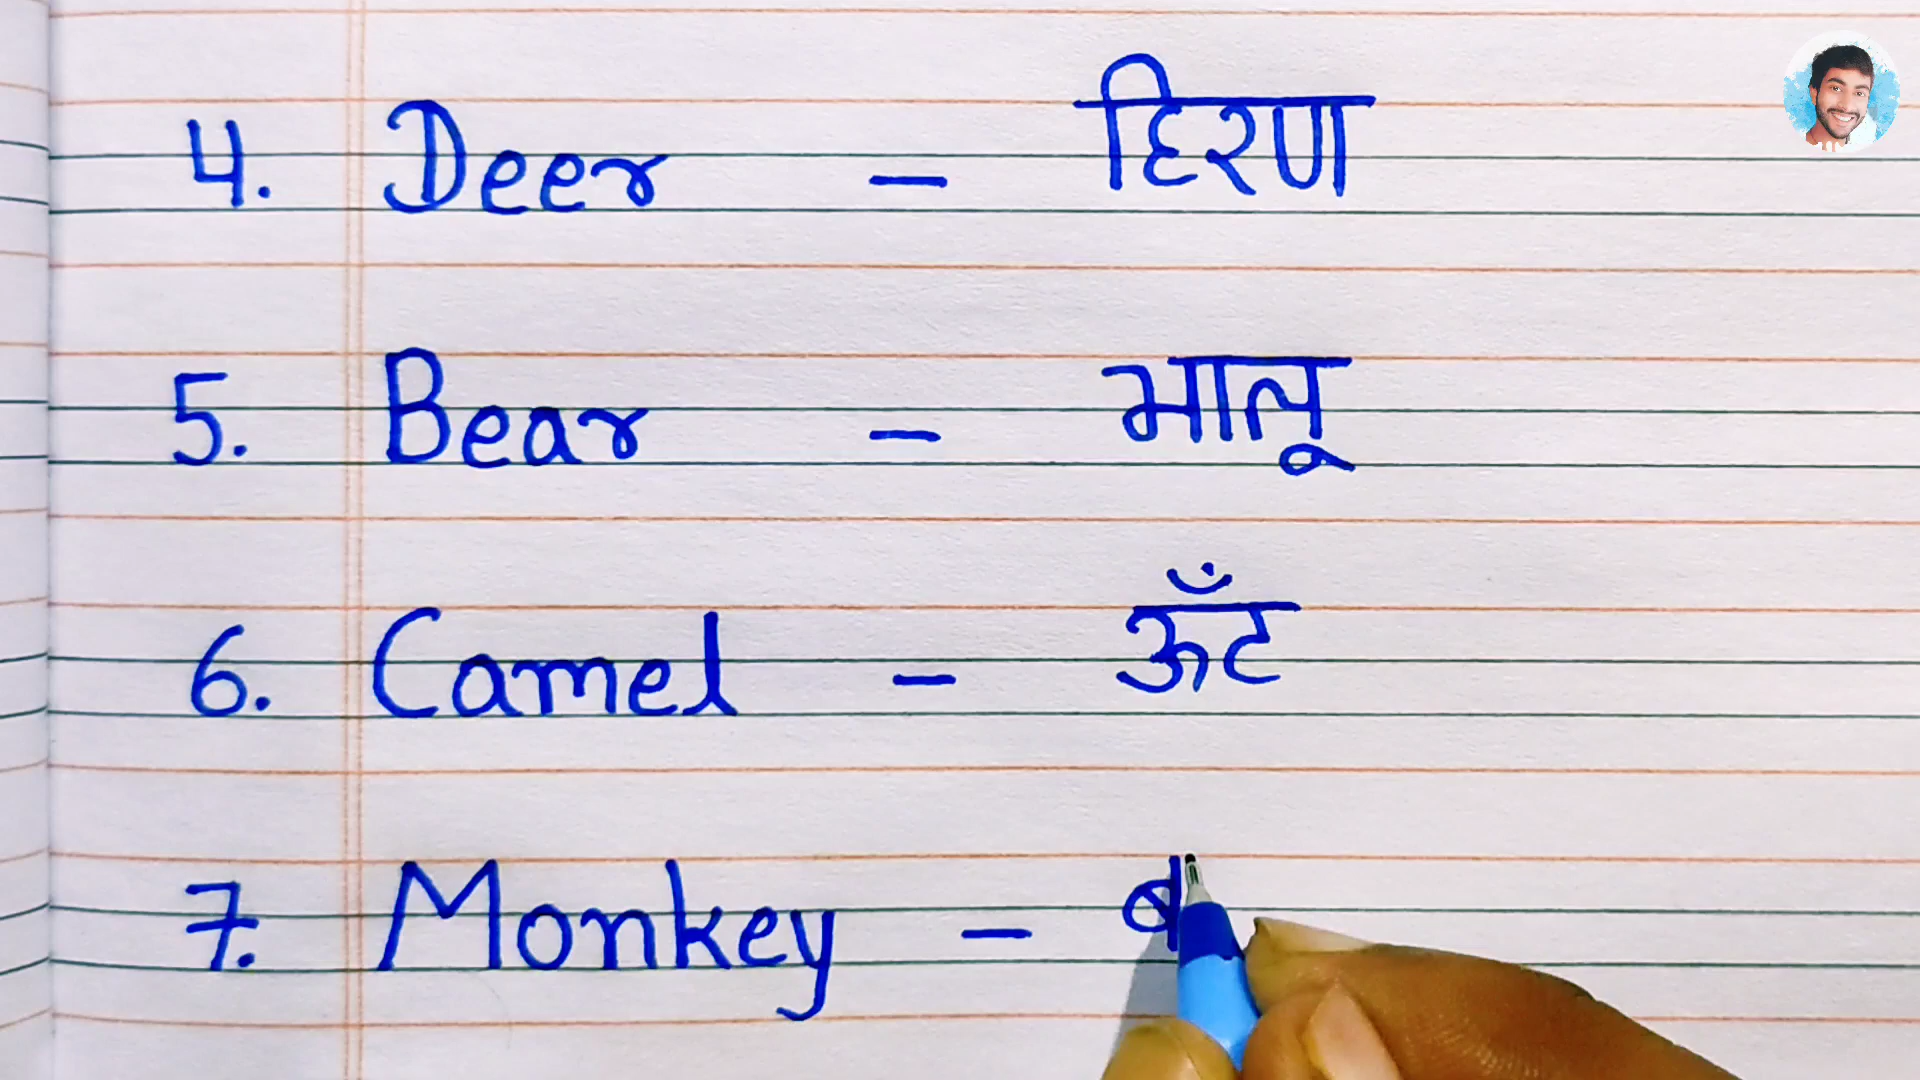 4. Deer - हिरण
5. Bear - भालू
6. Camel - ऊँट
7. Monkey - ब